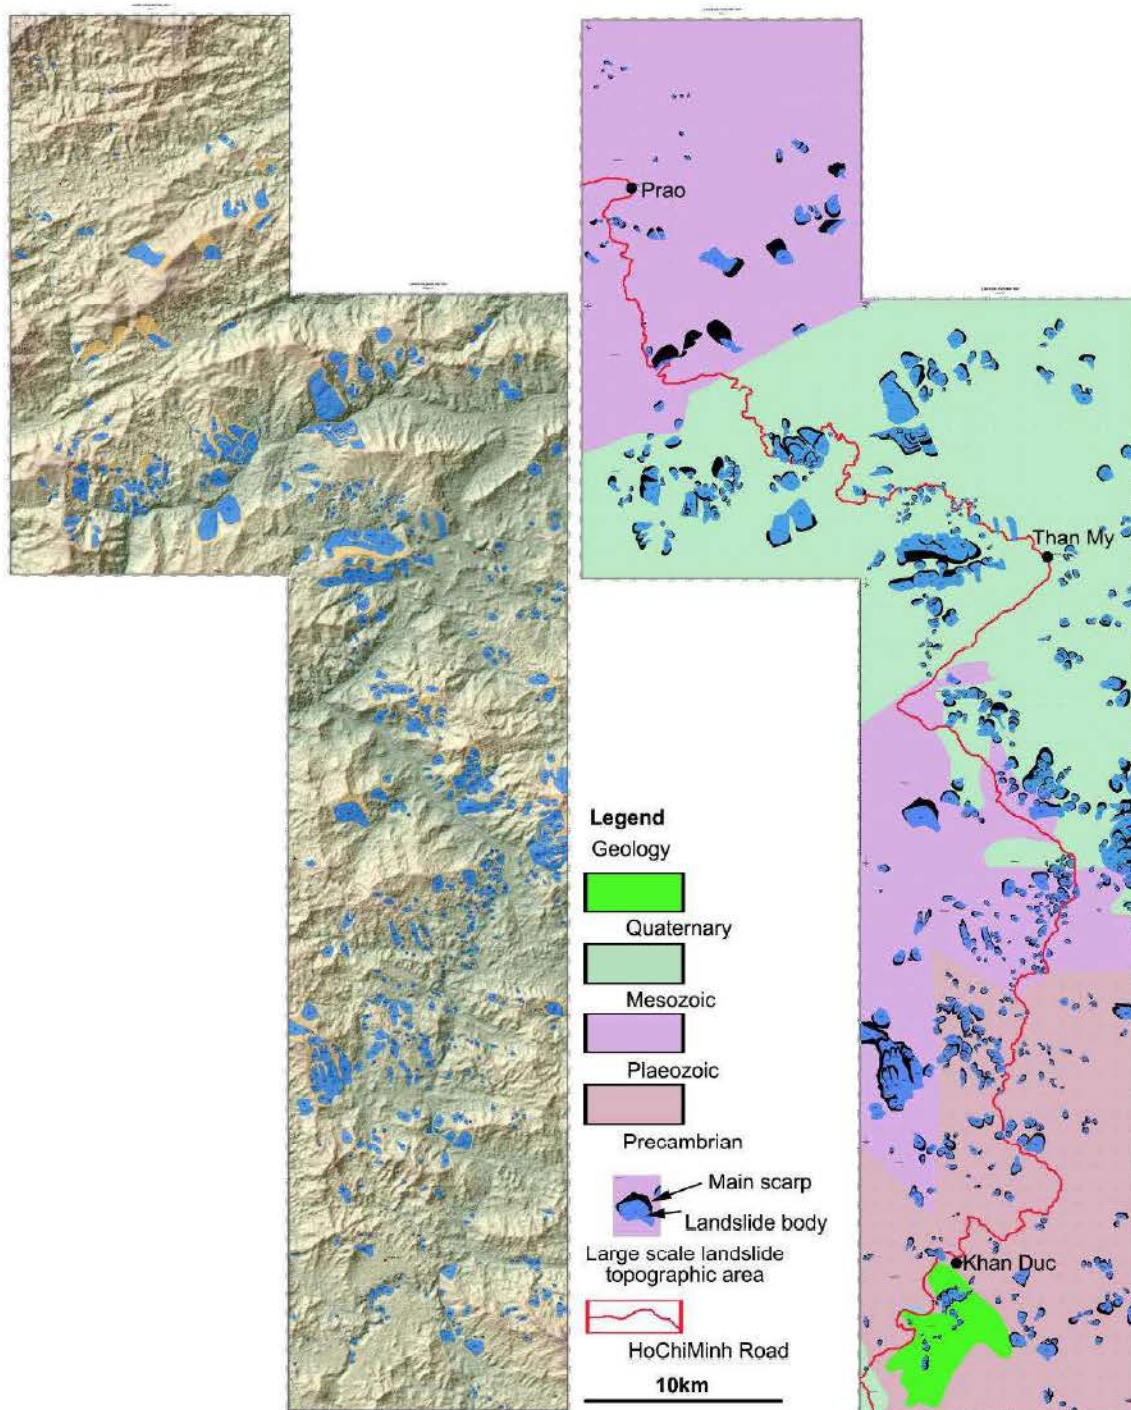 Prao
Than My
Legend
Geology
Quaternary
Mesozoic
Plaeozoic
Precambrian
Main scarp
Landslide body
Large scale landslide
topographic area
HoChiMinh Road
10km
Khan Duc